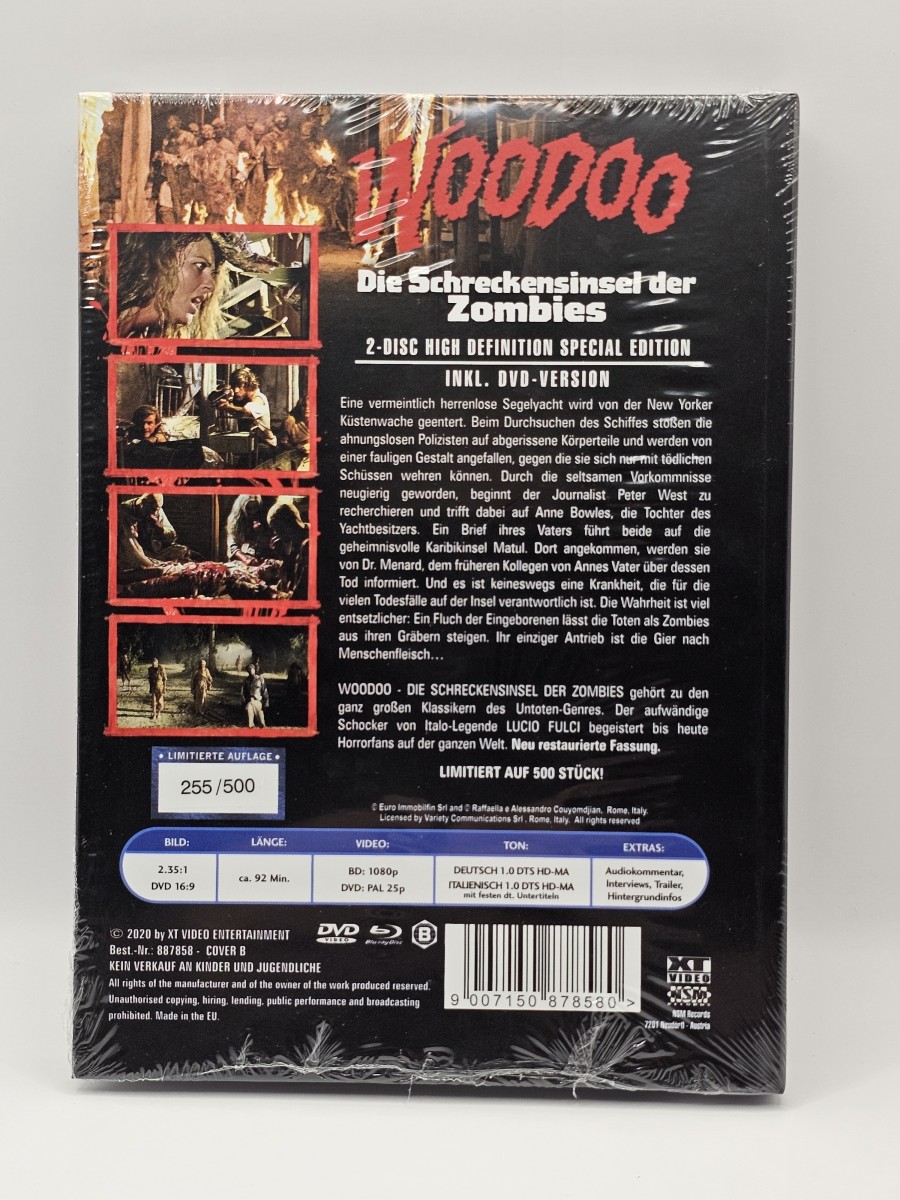 WOODOO
Die Schreckensinsel der
Zombies
2-DISC HIGH DEFINITION SPECIAL EDITION
INKL. DVD-VERSION
Eine vermeintlich herrenlose Segelyacht wird von der New Yorker
Küstenwache geentert. Beim Durchsuchen des Schiffes stoßen die
ahnungslosen Polizisten auf abgerissene Körperteile und werden von
einer fauligen Gestalt angefallen, gegen die sie sich nur mit tödlichen
Schüssen wehren können. Durch die seltsamen Vorkommnisse
neugierig geworden, beginnt der Journalist Peter West zu
recherchieren und trifft dabei auf Anne Bowles, die Tochter des
Yachtbesitzers. Ein Brief ihres Vaters führt beide auf die
geheimnisvolle Karibikinsel Matul. Dort angekommen, werden sie
von Dr. Menard, dem früheren Kollegen von Annes Vater über dessen
Tod informiert. Und es ist keineswegs eine Krankheit, die für die
vielen Todesfälle auf der Insel verantwortlich ist. Die Wahrheit ist viel
entsetzlicher: Ein Fluch der Eingeborenen lässt die Toten als Zombies
aus ihren Gräbern steigen. Ihr einziger Antrieb ist die Gier nach
Menschenfleisch...
WOODOO - DIE SCHRECKENSINSEL DER ZOMBIES gehört zu den
ganz großen Klassikern des Untoten-Genres. Der aufwändige
Schocker von Italo-Legende LUCIO FULCI begeistert bis heute
Horrorfans auf der ganzen Welt. Neu restaurierte Fassung.
LIMITIERT AUF 500 STÜCK!
• LIMITIERTE AUFLAGE •
255/500
© Euro Immobilfin Srl and © Raffaella e Alessandro Couyomdjian, Rome, Italy.
Licensed by Variety Communications Srl, Rome, Italy. All rights reserved
BILD: LÄNGE: VIDEO: TON: EXTRAS:
2.35:1
DVD 16:9
ca. 92 Min.
BD: 1080p
DVD: PAL 25p
DEUTSCH 1.0 DTS HD-MA
ITALIENISCH 1.0 DTS HD-MA
mit festen dt. Untertiteln
Audiokommentar,
Interviews, Trailer,
Hintergrundinfos
© 2020 by XT VIDEO ENTERTAINMENT
Best.-Nr.: 887858 - COVER B
KEIN VERKAUF AN KINDER UND JUGENDLICHE
All rights of the manufacturer and of the owner of the work produced reserved.
Unauthorised copying, hiring, lending, public performance and broadcasting
prohibited. Made in the EU.
DVD VIDEO
Blu-ray Disc
B
9 007150 878580 >
XT
VIDEO
NSM
NSM Records
7201 Neudörfl - Austria